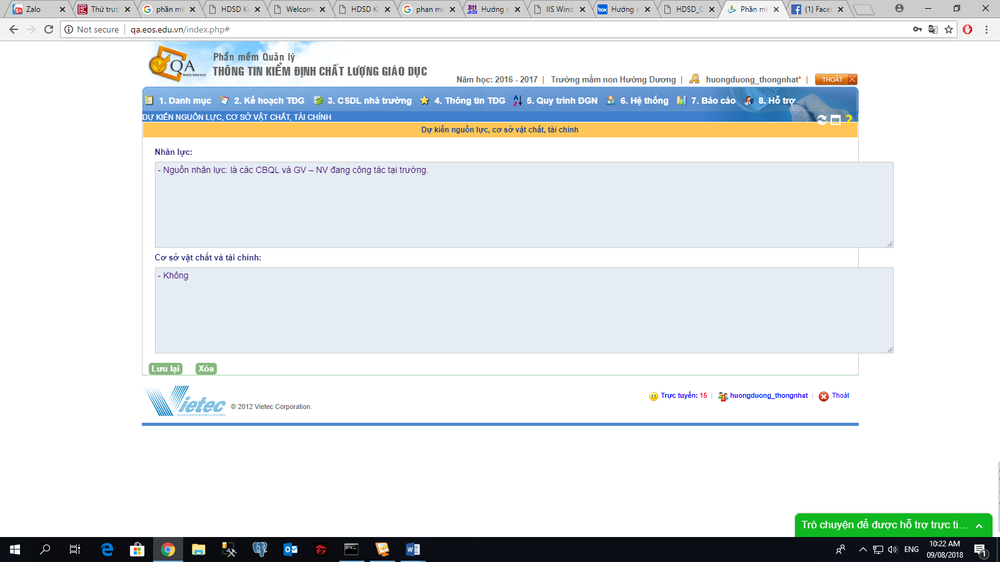 Zalo
Thứ trưở
phần mề
HDSD Ki
Welcom
HDSD Ki
phan me
BH .edu Hướng d
IIS Wind
box Hướng d
HDSD_C
Phần mề
(1) Faceb
Not secure | qa.eos.edu.vn/index.php#
QA
Quality Assurance
Phần mềm Quản lý
THÔNG TIN KIỂM ĐỊNH CHẤT LƯỢNG GIÁO DỤC
Năm học: 2016 - 2017 | Trường mầm non Hướng Dương | huongduong_thongnhat* | THOÁT
1. Danh mục 2. Kế hoạch TĐG 3. CSDL nhà trường 4. Thông tin TĐG 5. Quy trình ĐGN 6. Hệ thống 7. Báo cáo 8. Hỗ trợ
DỰ KIẾN NGUỒN LỰC, CƠ SỞ VẬT CHẤT, TÀI CHÍNH
Dự kiến nguồn lực, cơ sở vật chất, tài chính
Nhân lực:
- Nguồn nhân lực: là các CBQL và GV – NV đang công tác tại trường.
Cơ sở vật chất và tài chính:
- Không
Lưu lại Xóa
Vietec © 2012 Vietec Corporation.
Trực tuyến: 15 | huongduong_thongnhat | Thoát
Trò chuyện để được hỗ trợ trực ti...
ENG
10:22 AM
09/08/2018
1